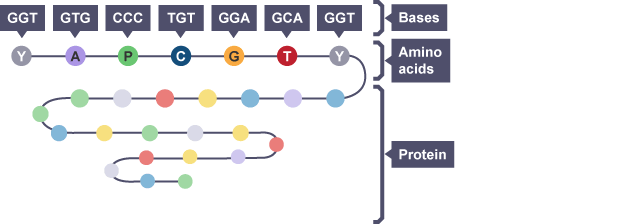 GGT GTG CCC TGT GGA GCA GGT
Bases
Y A P C G T Y
Amino
acids
Protein